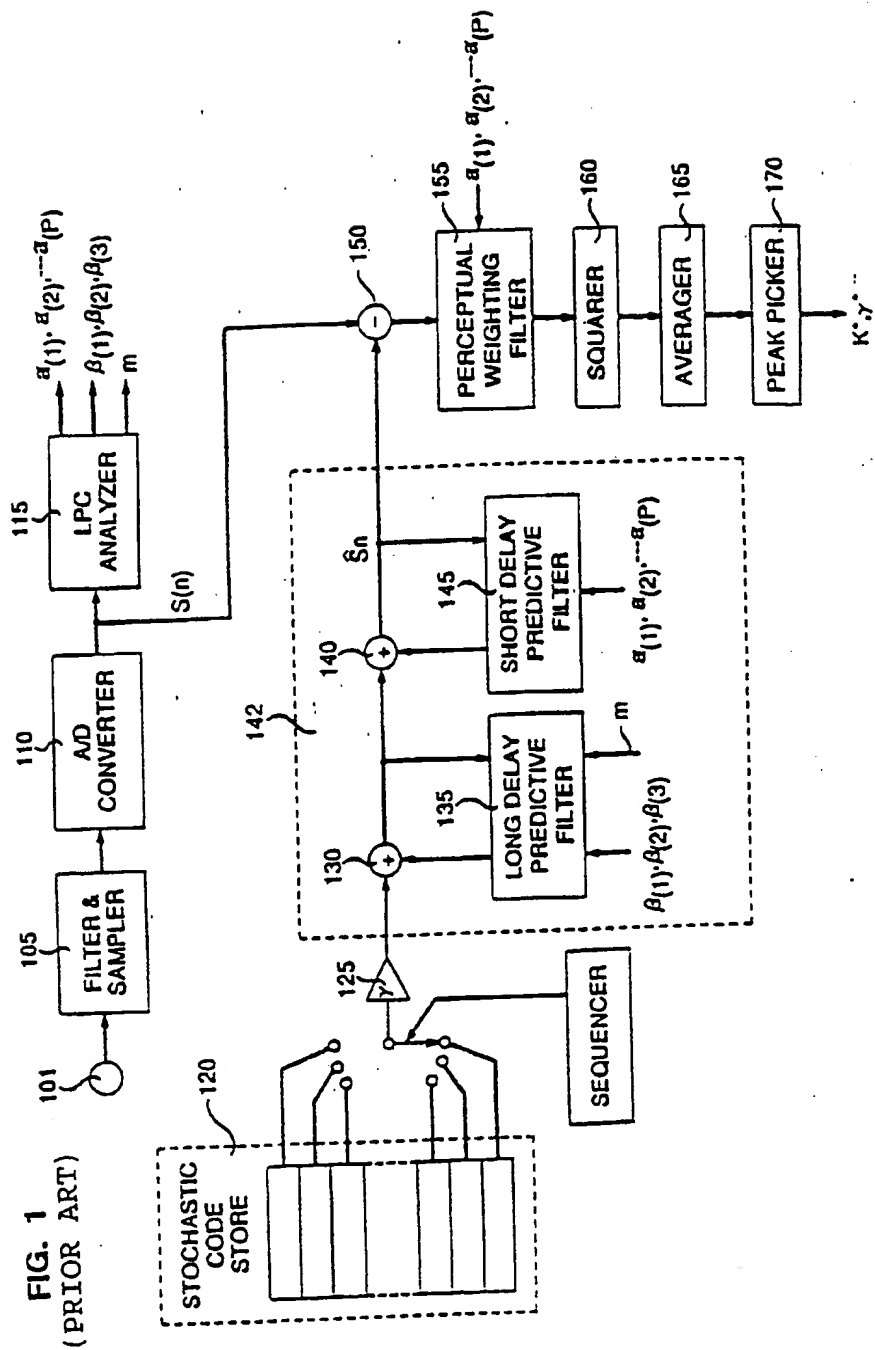 FIG. 1
(PRIOR ART)
101
105
FILTER &
SAMPLER
110
A/D
CONVERTER
115
LPC
ANALYZER
a(1), a(2),---a(P)
β(1),β(2),β(3)
m
S(n)
120
STOCHASTIC
CODE
STORE
SEQUENCER
125
γ
142
130
+
LONG DELAY
PREDICTIVE
FILTER
135
β(1),β(2),β(3)
m
140
+
Ŝn
SHORT DELAY
PREDICTIVE
FILTER
145
a(1), a(2),---a(P)
150
-
PERCEPTUAL
WEIGHTING
FILTER
155
a(1), a(2),---a(P)
SQUARER
160
AVERAGER
165
PEAK PICKER
170
K*,γ*